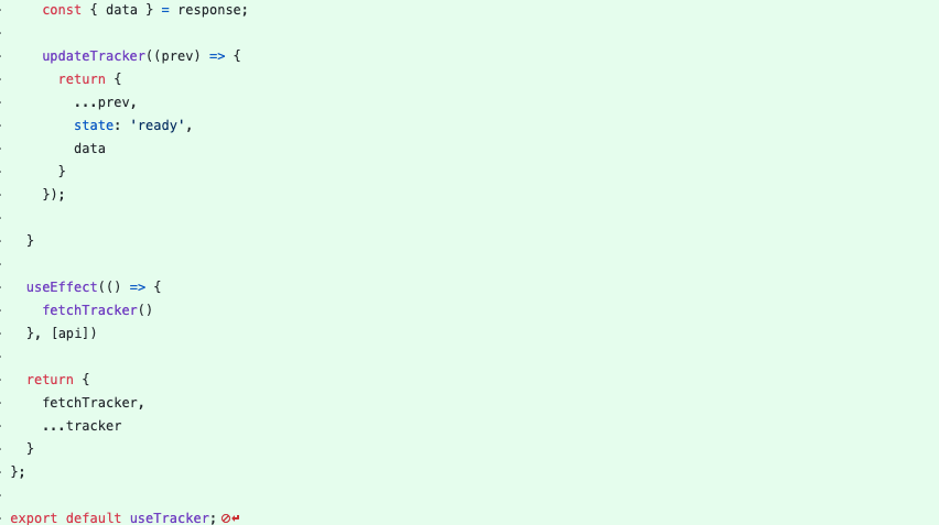 const { data } = response;
updateTracker((prev) => {
return {
...prev,
state: 'ready',
data
}
});
}
useEffect(() => {
fetchTracker()
}, [api])
return {
fetchTracker,
...tracker
}
};
export default useTracker;